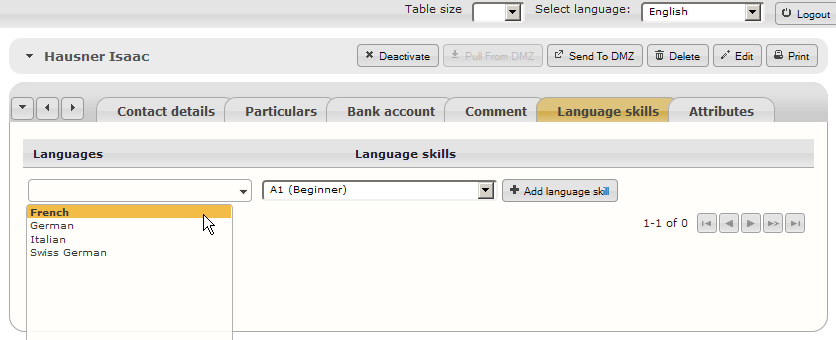 Table size Select language: English Logout
Hausner Isaac Deactivate Pull From DMZ Send To DMZ Delete Edit Print
Contact details Particulars Bank account Comment Language skills Attributes
Languages Language skills
A1 (Beginner) Add language skill
French
German
Italian
Swiss German
1-1 of 0